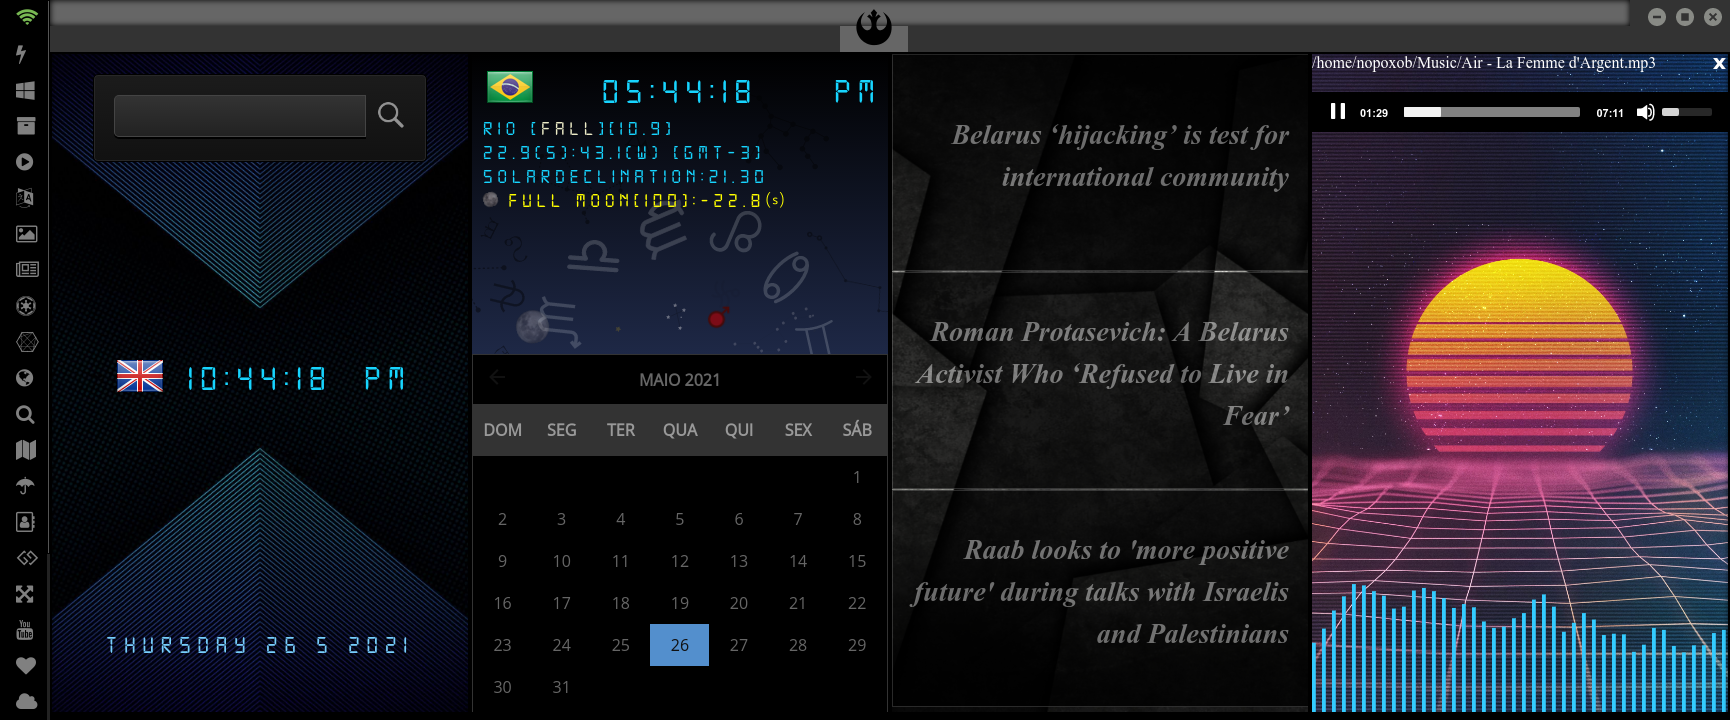 10:44:18 PM
THURSDAY 26 5 2021
05:44:18 PM
RIO [FALL](10.9)
22.9(S):43.1(W) (GMT-3)
SOLARDECLINATION:21.30
FULL MOON(100):-22.8(s)
MAIO 2021
DOM SEG TER QUA QUI SEX SÁB
1
2 3 4 5 6 7 8
9 10 11 12 13 14 15
16 17 18 19 20 21 22
23 24 25 26 27 28 29
30 31
Belarus ‘hijacking’ is test for
international community
Roman Protasevich: A Belarus
Activist Who ‘Refused to Live in
Fear’
Raab looks to 'more positive
future' during talks with Israelis
and Palestinians
/home/nopoxob/Music/Air - La Femme d'Argent.mp3
x
01:29 07:11
You
Tube